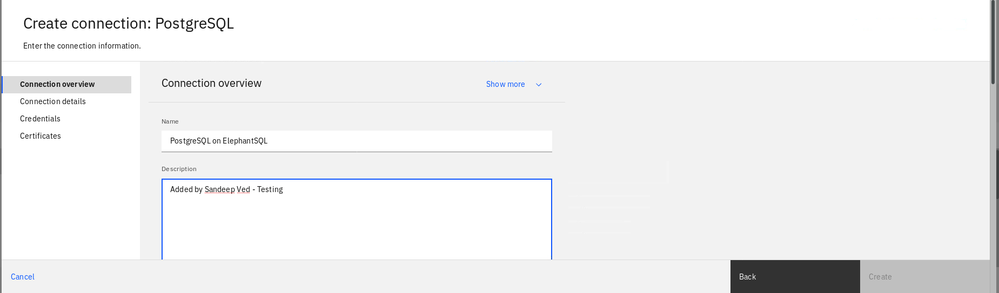 Create connection: PostgreSQL
Enter the connection information.
Connection overview
Connection details
Credentials
Certificates
Connection overview
Show more
Name
PostgreSQL on ElephantSQL
Description
Added by Sandeep Ved - Testing
Cancel
Back
Create